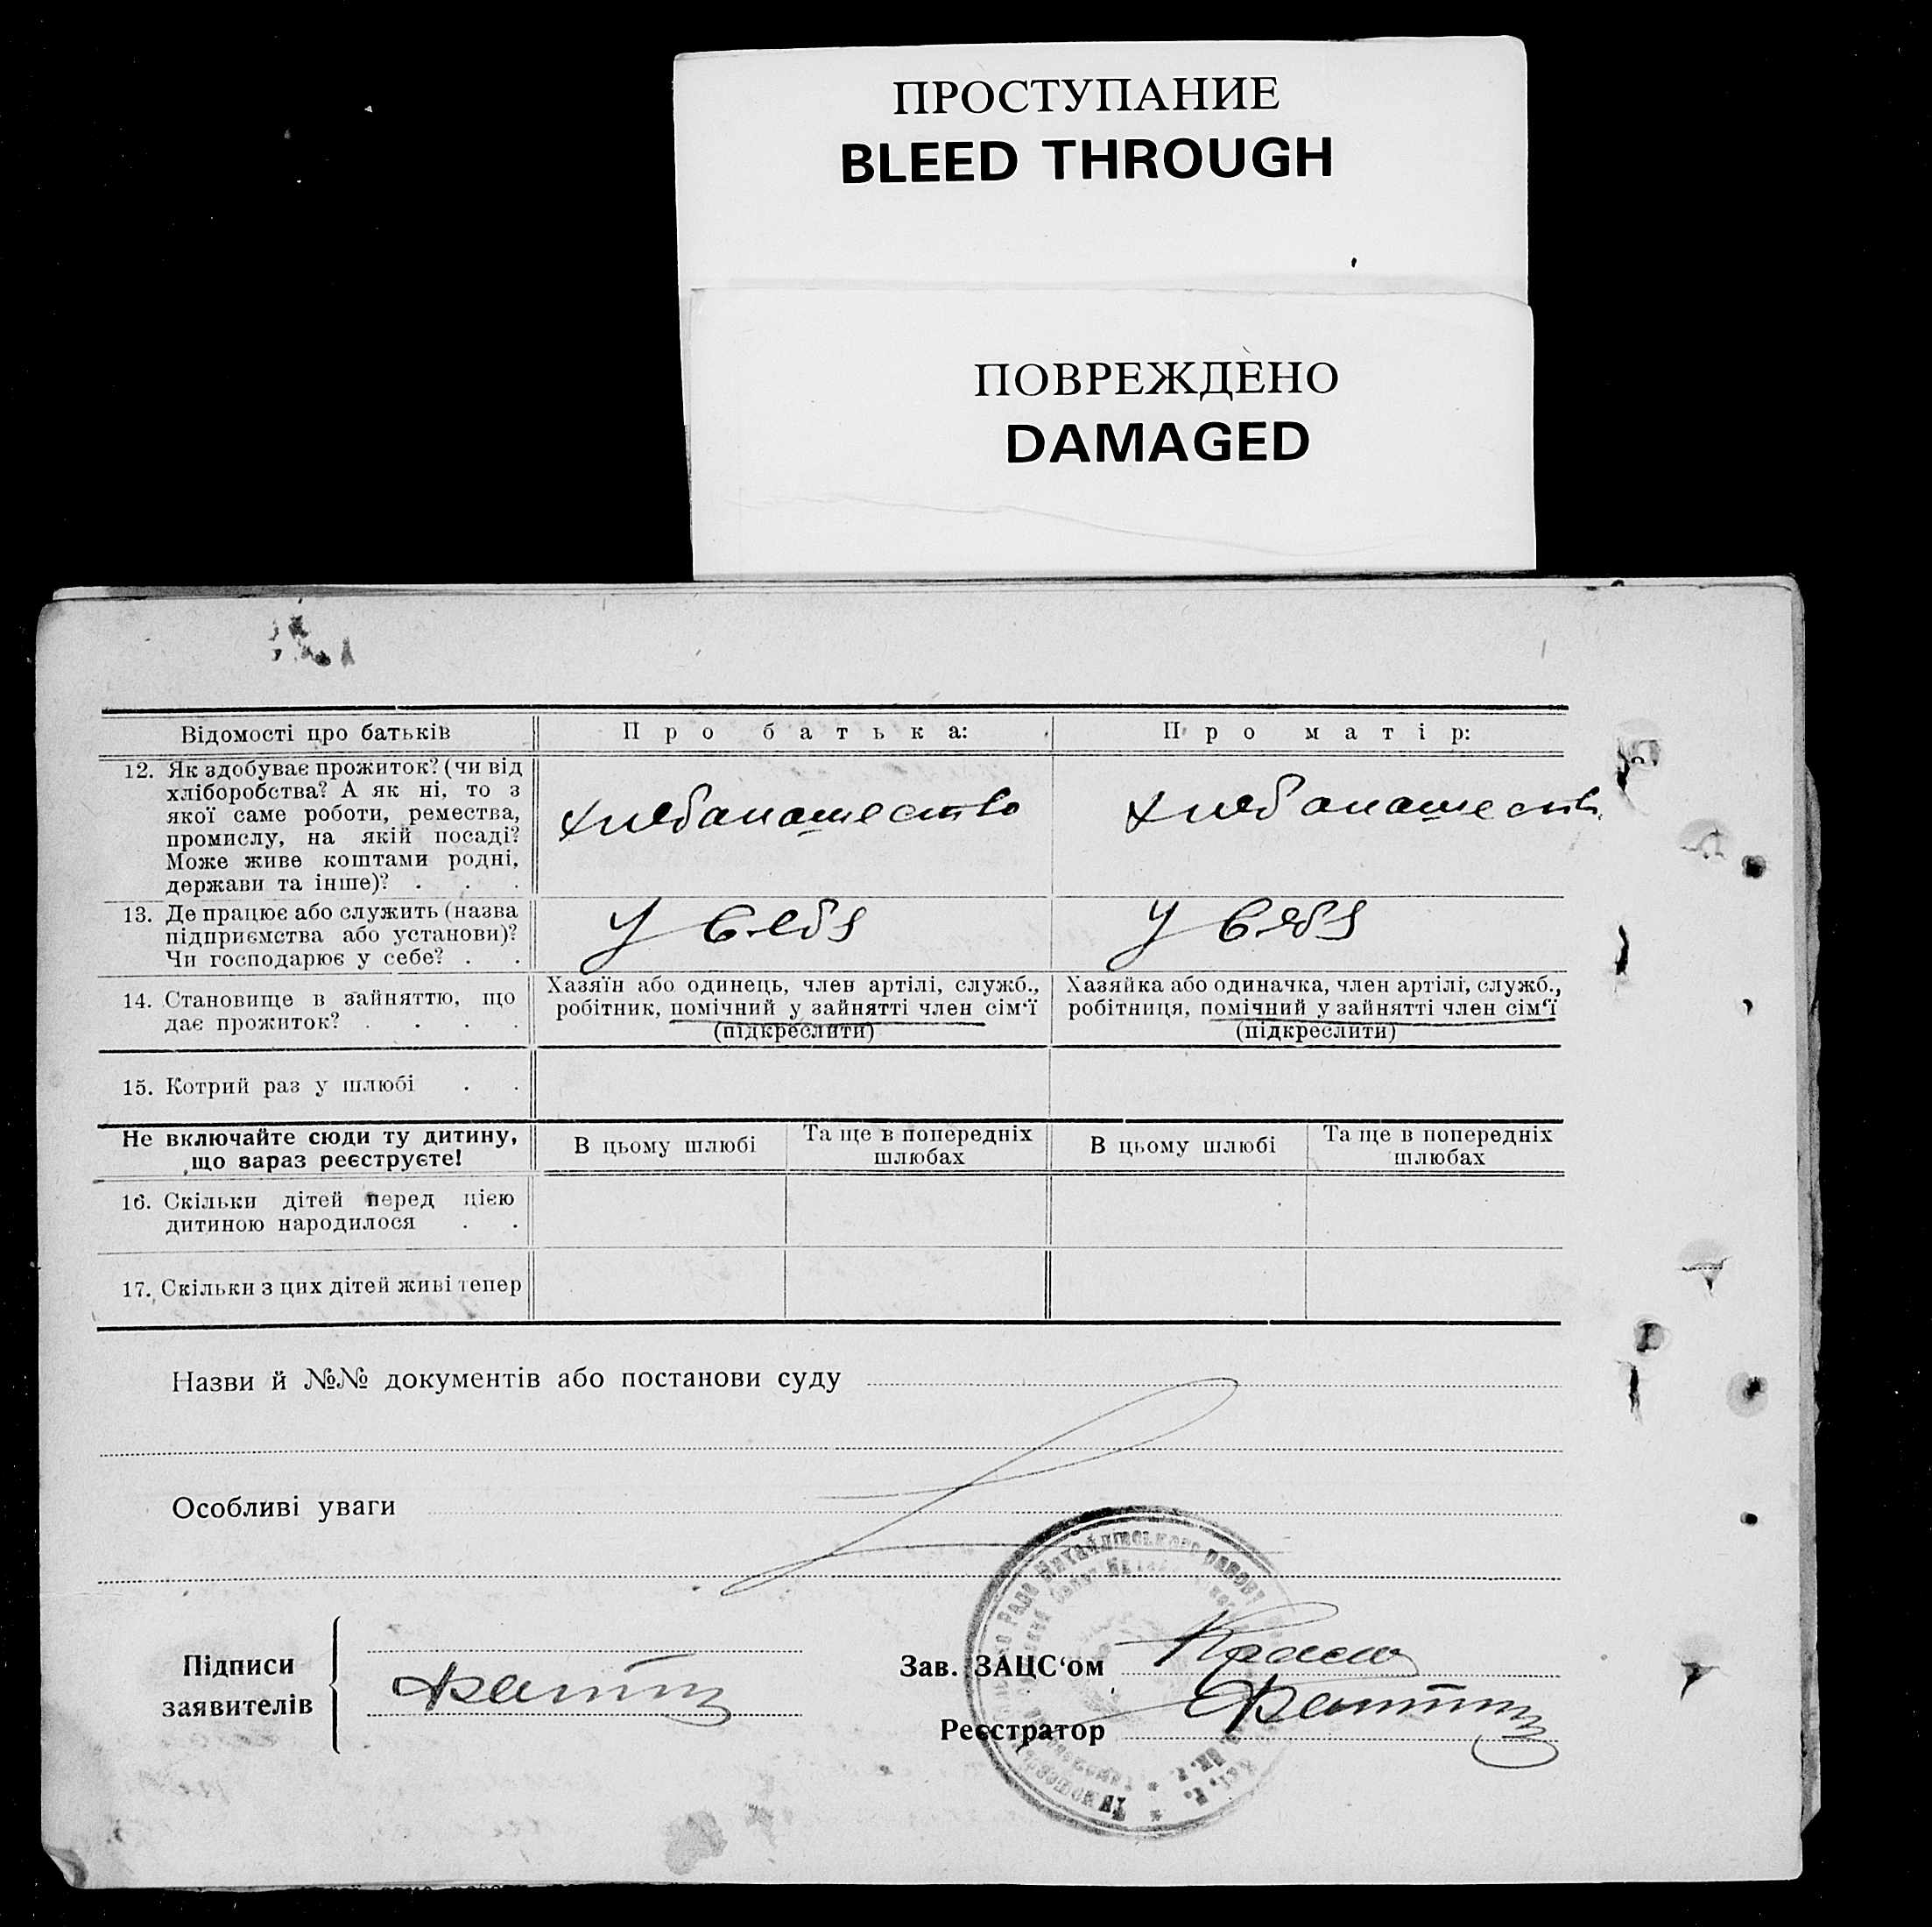 ПРОСТУПАНИЕ
BLEED THROUGH
ПОВРЕЖДЕНО
DAMAGED
Відомості про батьків
Про батька:
Про матір:
12. Як здобуває прожиток? (чи від
хліборобства? А як ні, то з
якої саме роботи, ремества,
промислу, на якій посаді?
Може живе коштами родні,
держави та інше)? . . .
хлебапашество
хлебапашество
13. Де працює або служить (назва
підприємства або установи)?
Чи господарює у себе? . .
у себя
у себя
14. Становище в зайняттю, що
дає прожиток? . . . .
Хазяїн або одинець, член артілі, служб.,
робітник, помічний у зайнятті член сім'ї
(підкреслити)
Хазяйка або одиначка, член артілі, служб.,
робітниця, помічний у зайнятті член сім'ї
(підкреслити)
15. Котрий раз у шлюбі . .
Не включайте сюди ту дитину,
що зараз реєструєте!
В цьому шлюбі
Та ще в попередніх
шлюбах
В цьому шлюбі
Та ще в попередніх
шлюбах
16. Скільки дітей перед цією
дитиною народилося . .
17. Скільки з цих дітей живі тепер
Назви й №№ документів або постанови суду
Особливі уваги
Підписи
заявителів
Зав. ЗАЦС'ом
Реєстратор
Рада Михайлівського району